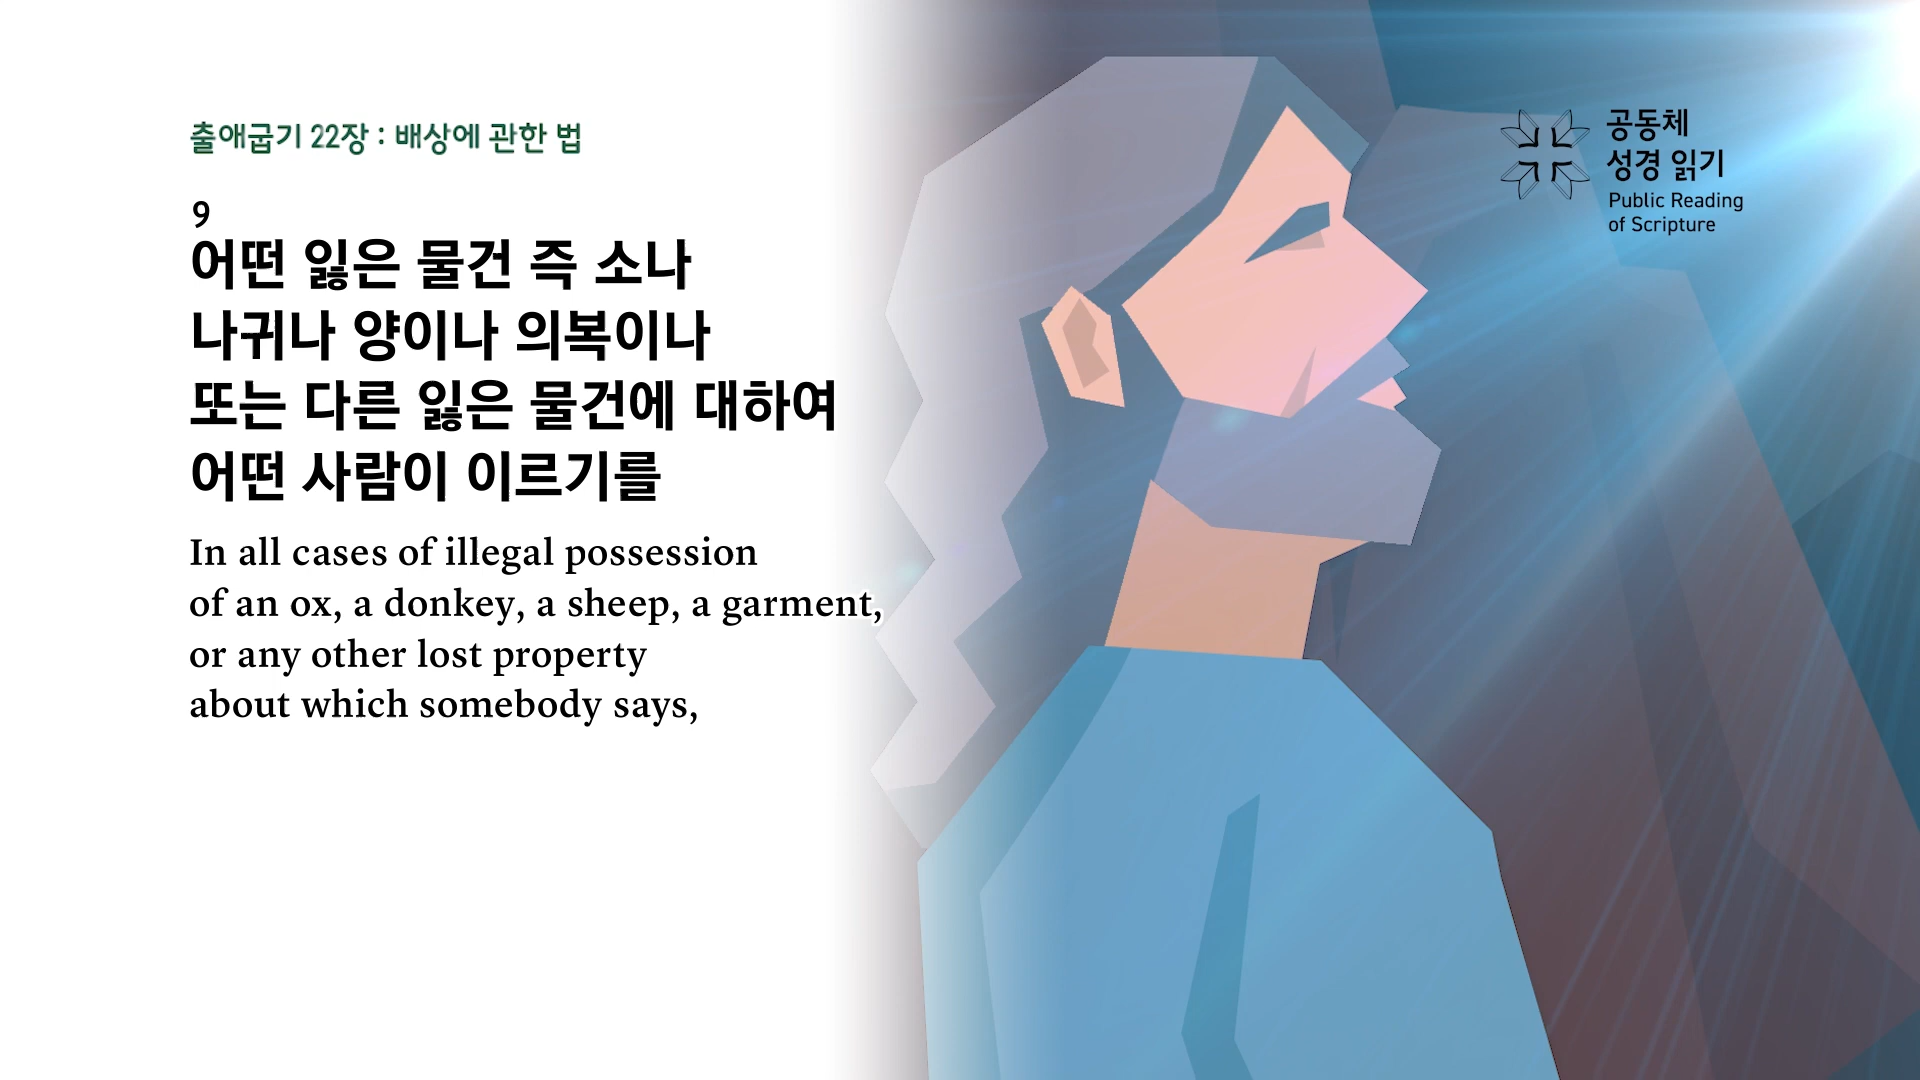 출애굽기 22장 : 배상에 관한 법
9
어떤 잃은 물건 즉 소나
나귀나 양이나 의복이나
또는 다른 잃은 물건에 대하여
어떤 사람이 이르기를
In all cases of illegal possession
of an ox, a donkey, a sheep, a garment,
or any other lost property
about which somebody says,
공동체
성경 읽기
Public Reading
of Scripture